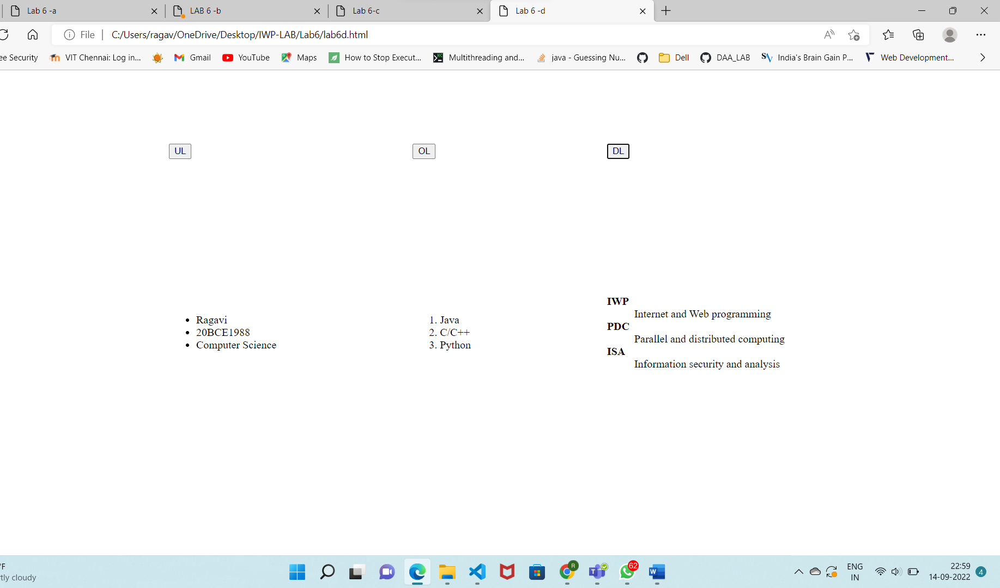 Lab 6 -a
LAB 6 -b
Lab 6-c
Lab 6 -d
File
C:/Users/ragav/OneDrive/Desktop/IWP-LAB/Lab6/lab6d.html
ee Security
VIT Chennai: Log in...
Gmail
YouTube
Maps
How to Stop Execut...
Multithreading and...
java - Guessing Nu...
Dell
DAA_LAB
India's Brain Gain P...
Web Development...
UL
OL
DL
• Ragavi
• 20BCE1988
• Computer Science
1. Java
2. C/C++
3. Python
IWP
Internet and Web programming
PDC
Parallel and distributed computing
ISA
Information security and analysis
°F
tly cloudy
R
62
ENG
IN
22:59
14-09-2022
4